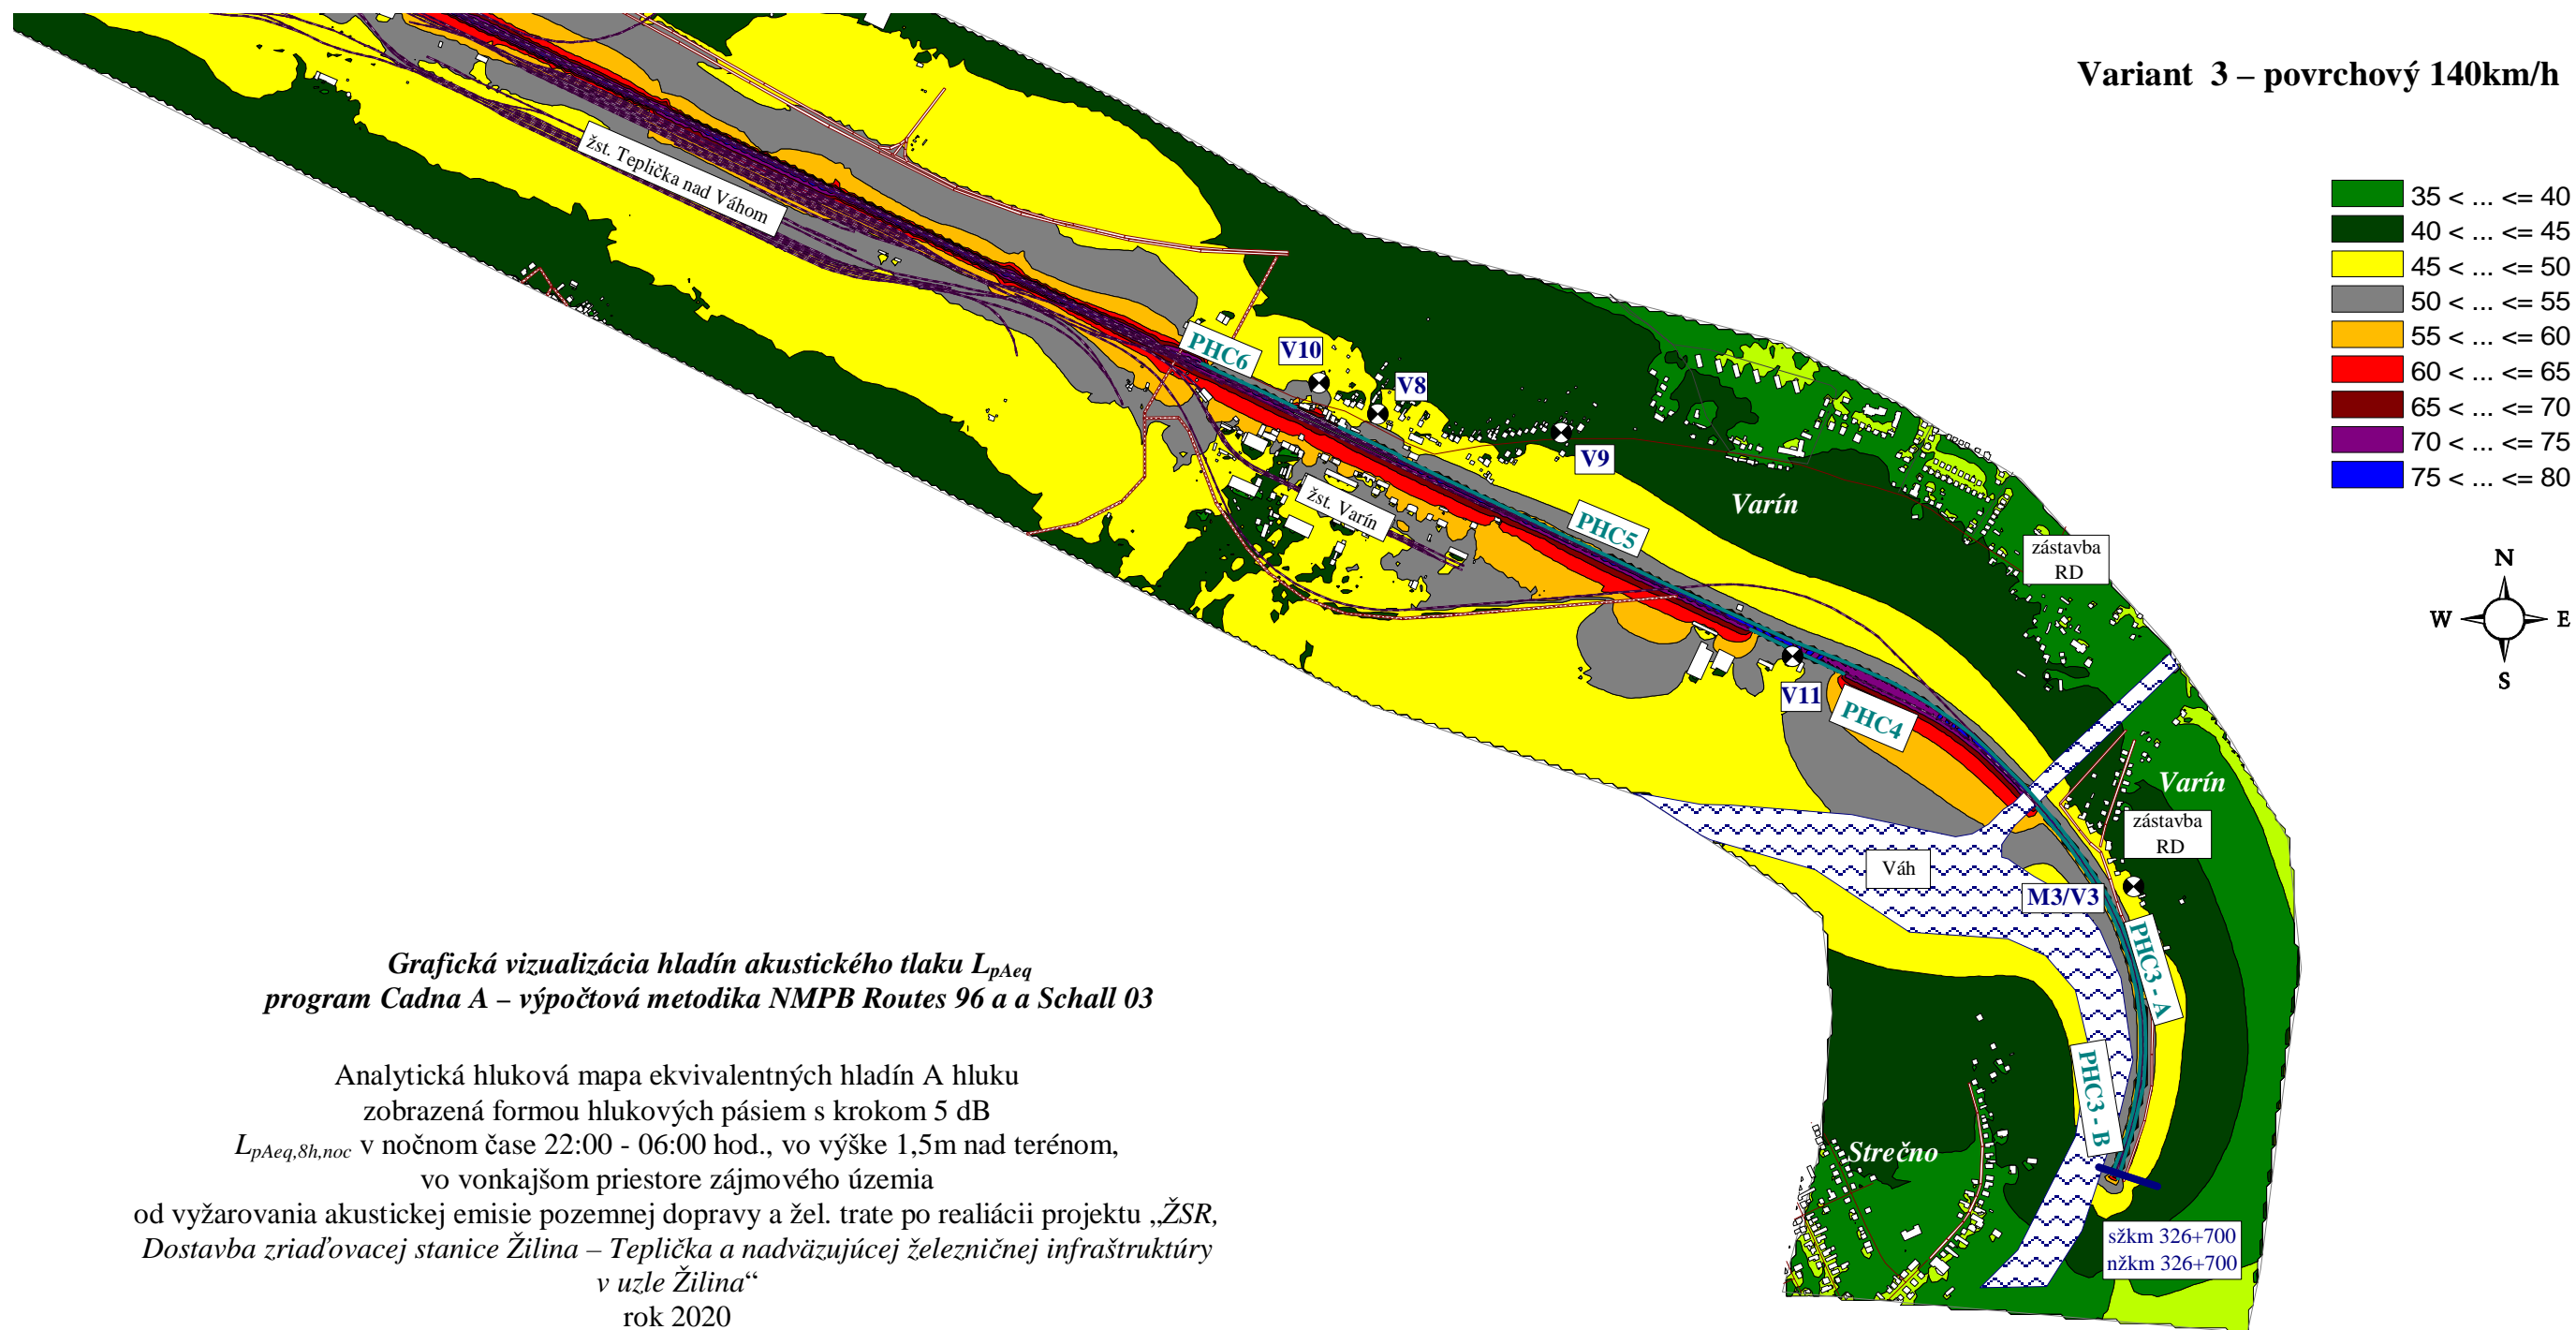 Variant 3 – povrchový 140km/h
35 < ... <= 40
40 < ... <= 45
45 < ... <= 50
50 < ... <= 55
55 < ... <= 60
60 < ... <= 65
65 < ... <= 70
70 < ... <= 75
75 < ... <= 80
N
W
E
S
žst. Teplička nad Váhom
PHC6
V10
V8
V9
žst. Varín
PHC5
Varín
zástavba
RD
V11
PHC4
Varín
zástavba
RD
Váh
M3/V3
PHC3 - A
PHC3 - B
Strečno
sžkm 326+700
nžkm 326+700
Grafická vizualizácia hladín akustického tlaku LpAeq
program Cadna A – výpočtová metodika NMPB Routes 96 a a Schall 03
Analytická hluková mapa ekvivalentných hladín A hluku
zobrazená formou hlukových pásiem s krokom 5 dB
LpAeq,8h,noc v nočnom čase 22:00 - 06:00 hod., vo výške 1,5m nad terénom,
vo vonkajšom priestore zájmového územia
od vyžarovania akustickej emisie pozemnej dopravy a žel. trate po realiácii projektu „ŽSR,
Dostavba zriaďovacej stanice Žilina – Teplička a nadväzujúcej železničnej infraštruktúry
v uzle Žilina“
rok 2020